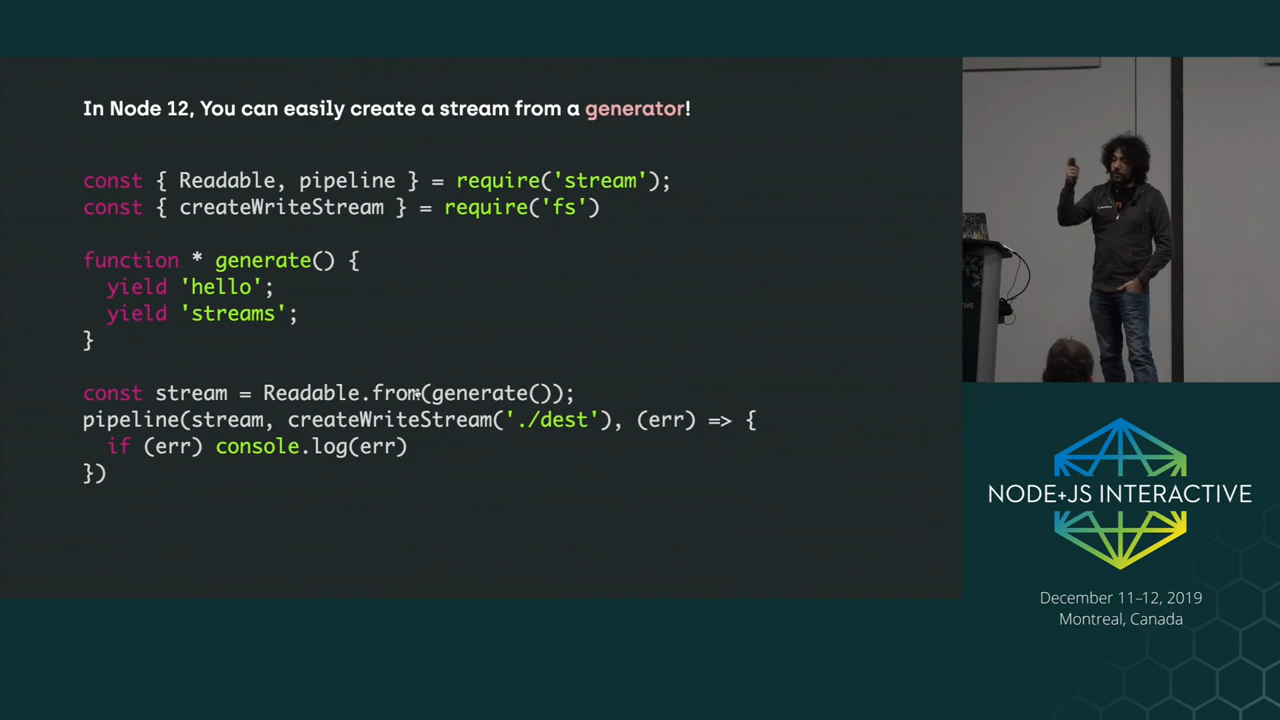 In Node 12, You can easily create a stream from a generator!
const { Readable, pipeline } = require('stream');
const { createWriteStream } = require('fs')
function * generate() {
  yield 'hello';
  yield 'streams';
}
const stream = Readable.from(generate());
pipeline(stream, createWriteStream('./dest'), (err) => {
  if (err) console.log(err)
})
NODE+JS INTERACTIVE
December 11–12, 2019
Montreal, Canada